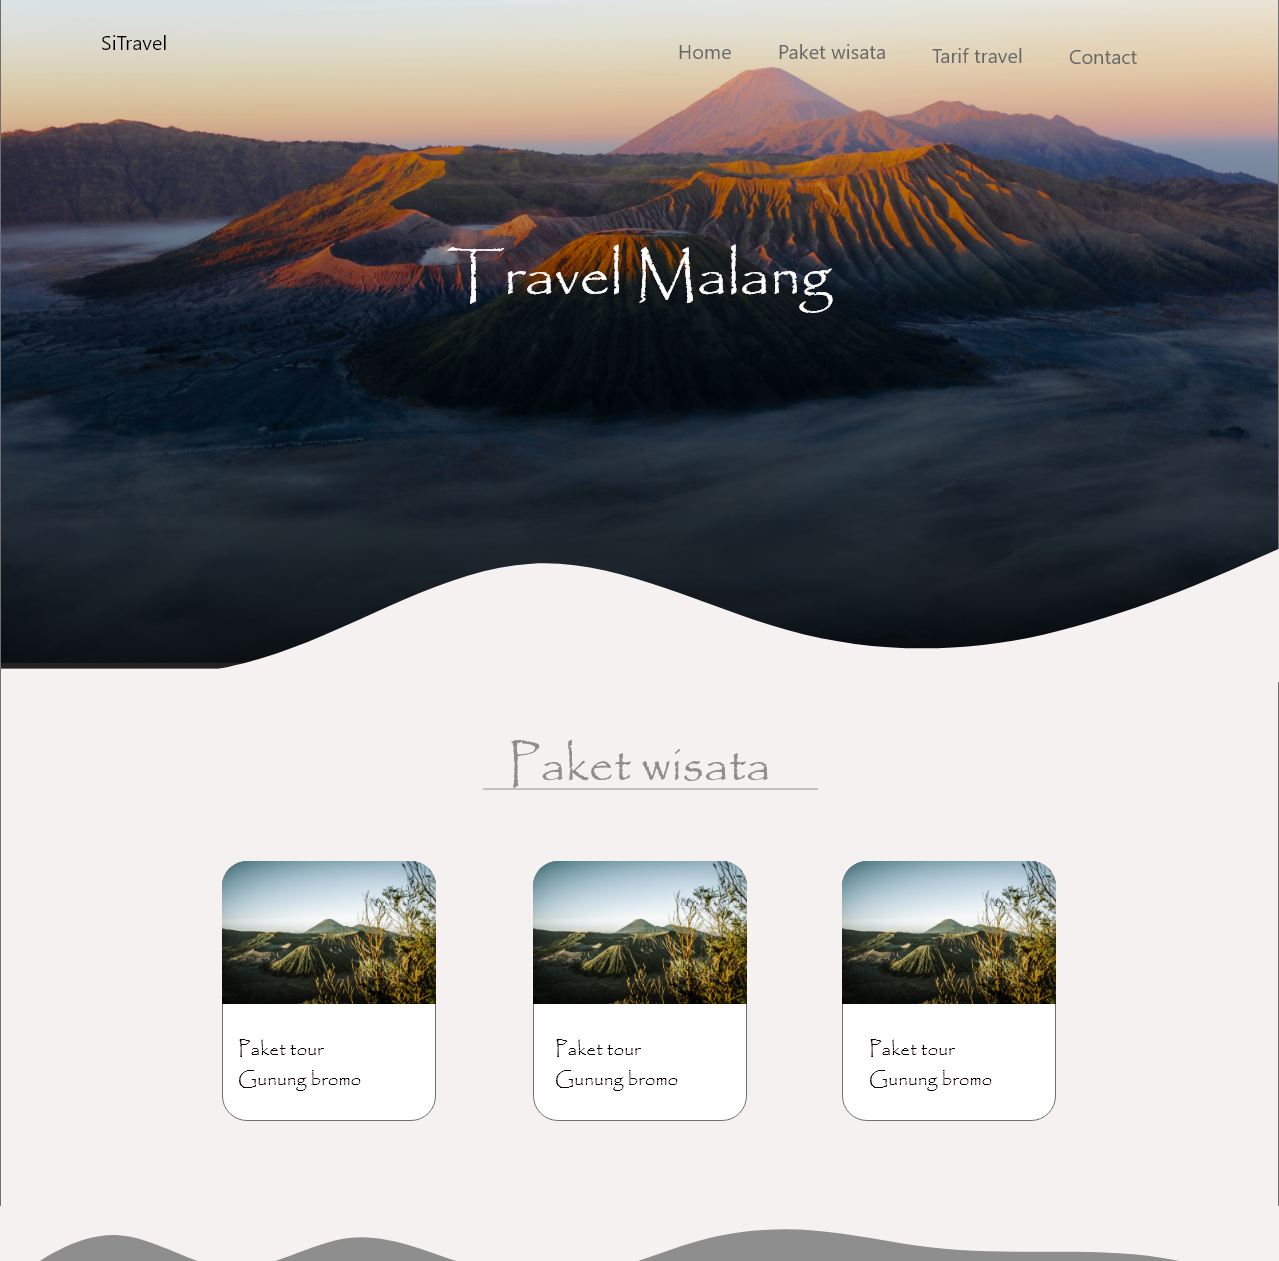 SiTravel
Home Paket wisata Tarif travel Contact
Travel Malang
Paket wisata
Paket tour
Gunung bromo
Paket tour
Gunung bromo
Paket tour
Gunung bromo